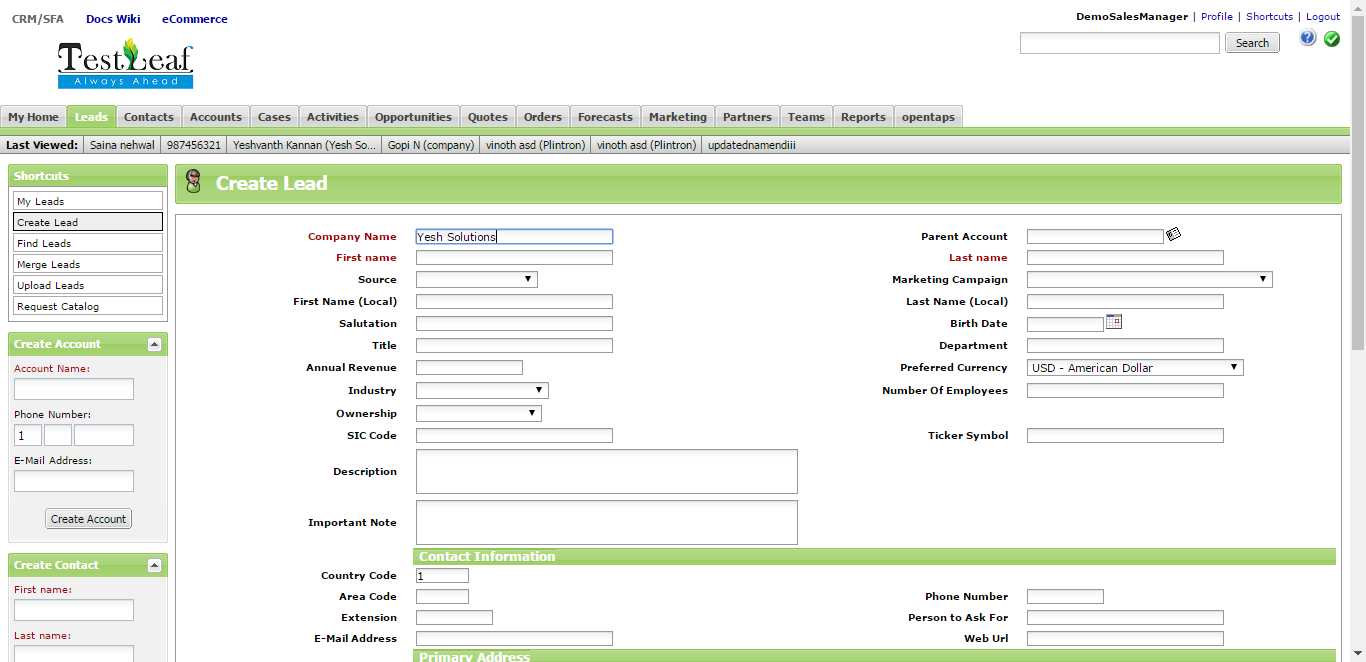 CRM/SFA Docs Wiki eCommerce
DemoSalesManager | Profile | Shortcuts | Logout
TestLeaf
Always Ahead
Search
My Home Leads Contacts Accounts Cases Activities Opportunities Quotes Orders Forecasts Marketing Partners Teams Reports opentaps
Last Viewed: Saina nehwal 987456321 Yeshvanth Kannan (Yesh So... Gopi N (company) vinoth asd (Plintron) vinoth asd (Plintron) updatednamendiii
Shortcuts
My Leads
Create Lead
Find Leads
Merge Leads
Upload Leads
Request Catalog
Create Account
Account Name:
Phone Number:
1
E-Mail Address:
Create Account
Create Contact
First name:
Last name:
Create Lead
Company Name Yesh Solutions Parent Account
First name Last name
Source Marketing Campaign
First Name (Local) Last Name (Local)
Salutation Birth Date
Title Department
Annual Revenue Preferred Currency USD - American Dollar
Industry Number Of Employees
Ownership
SIC Code Ticker Symbol
Description
Important Note
Contact Information
Country Code 1
Area Code Phone Number
Extension Person to Ask For
E-Mail Address Web Url
Primary Address